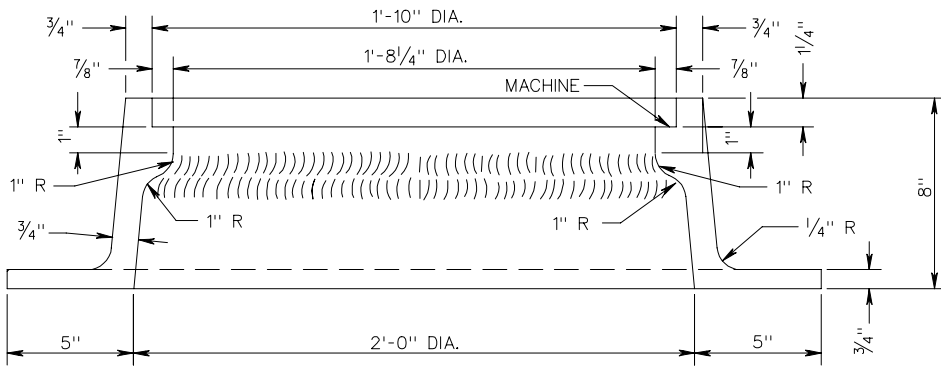 3/4" 1'-10" DIA. 3/4"
7/8" 1'-8 1/4" DIA. 7/8" 1 1/4"
MACHINE
1" 1"
1" R 1" R
1" R 1" R 8"
3/4" 1/4" R
5" 2'-0" DIA. 5" 3/4"